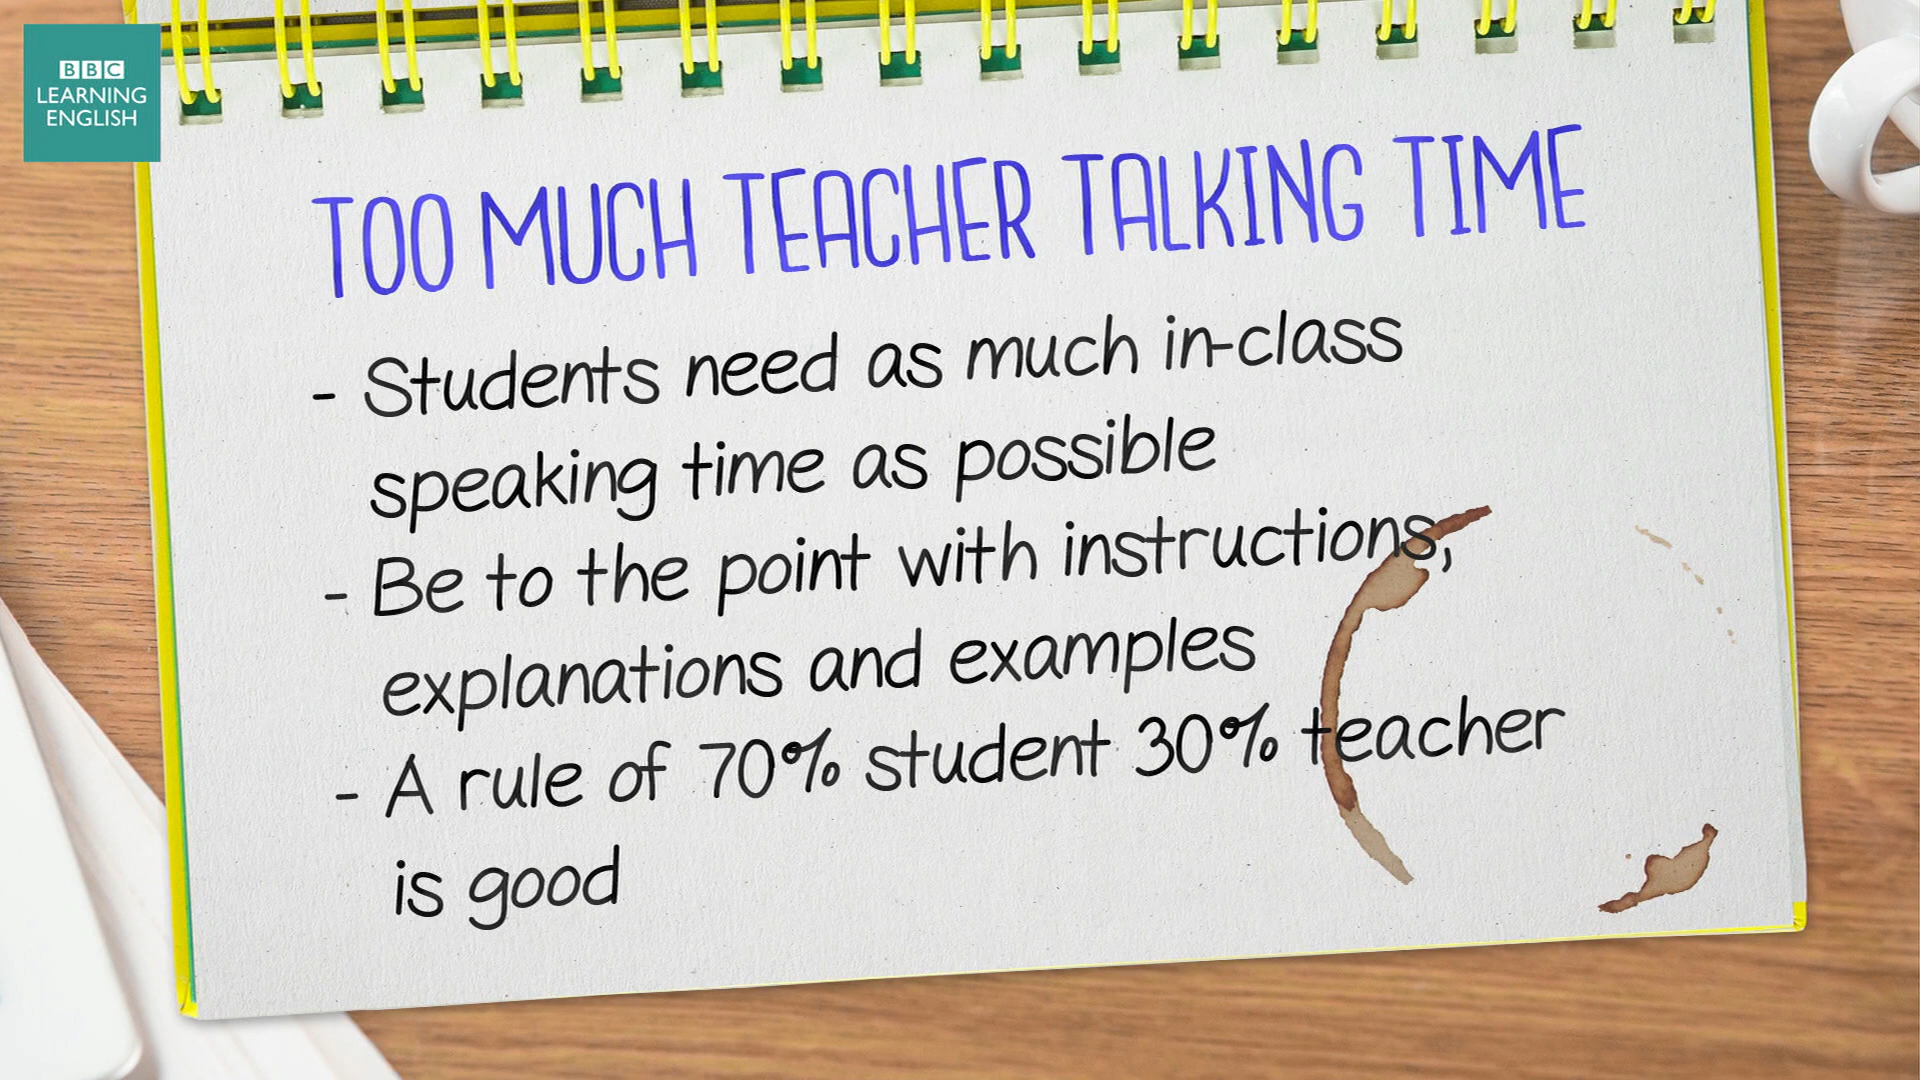 BBC
LEARNING
ENGLISH
TOO MUCH TEACHER TALKING TIME
- Students need as much in-class
speaking time as possible
- Be to the point with instructions,
explanations and examples
- A rule of 70% student 30% teacher
is good